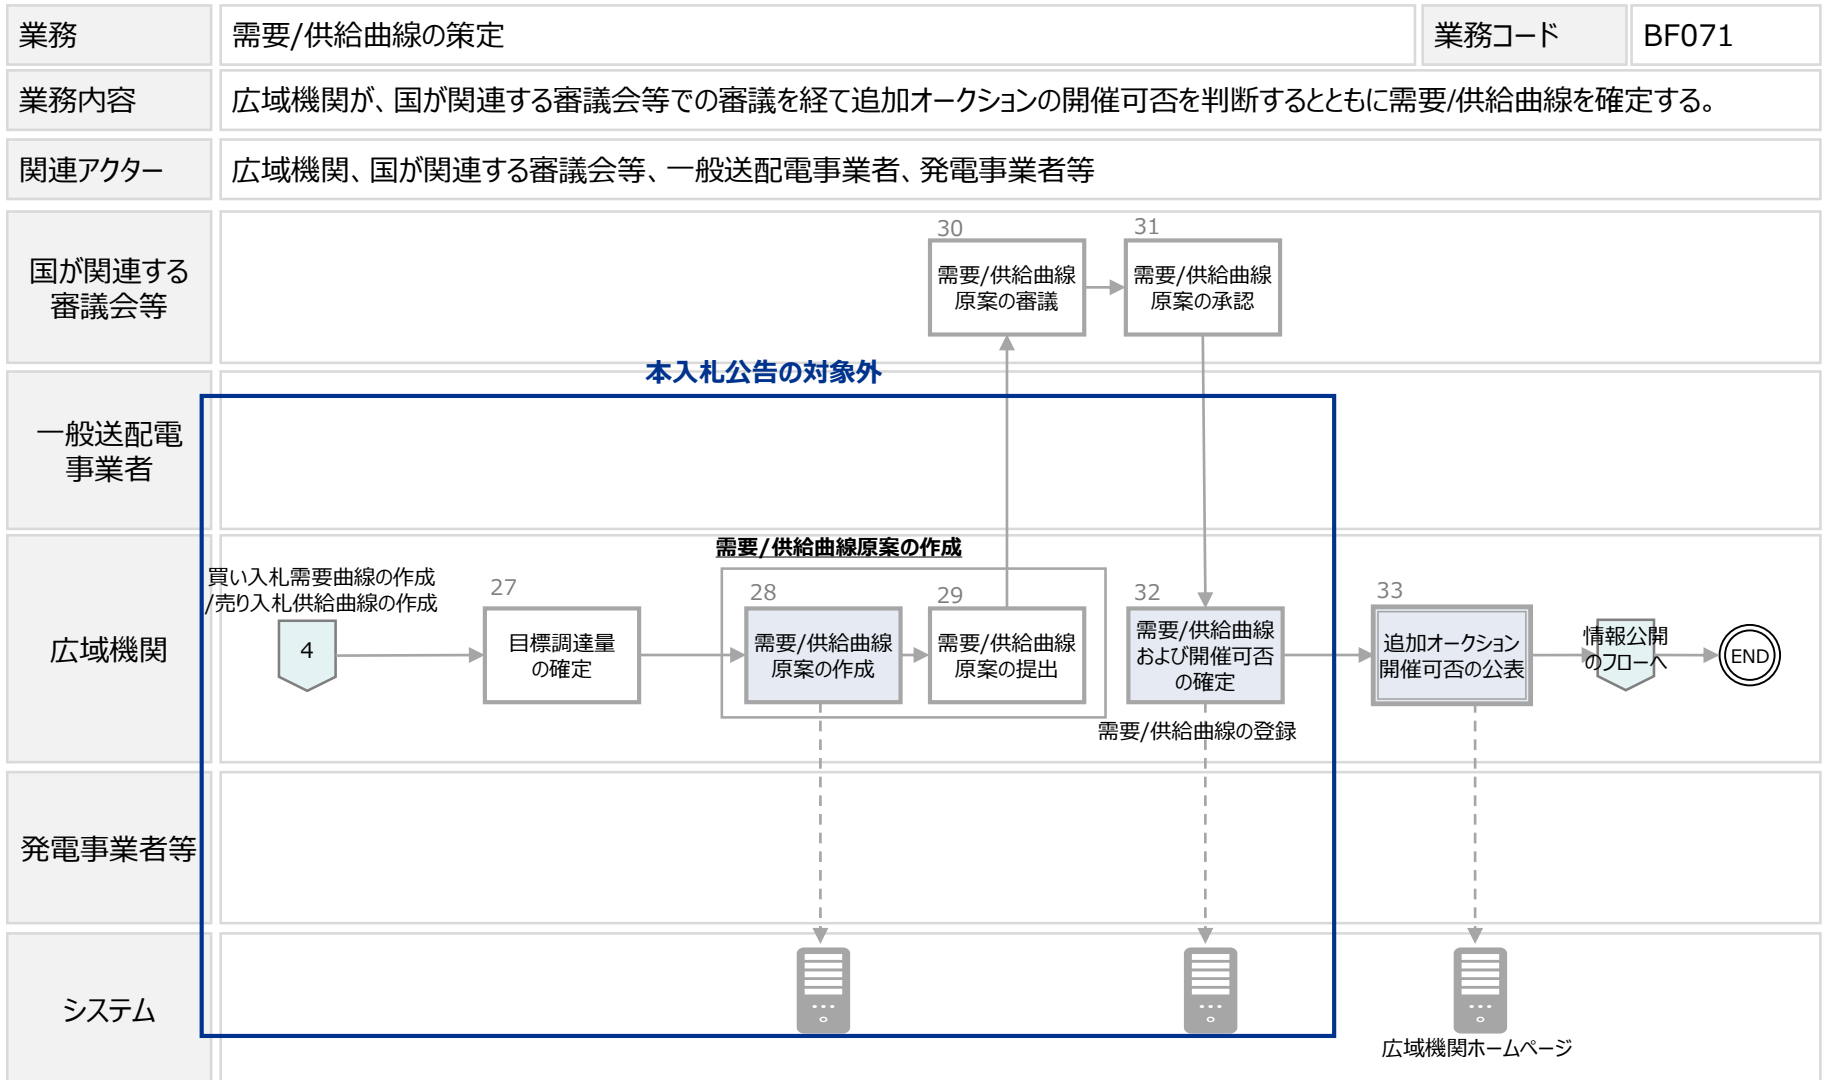 業務
需要/供給曲線の策定
業務コード
BF071
業務内容
広域機関が、国が関連する審議会等での審議を経て追加オークションの開催可否を判断するとともに需要/供給曲線を確定する。
関連アクター
広域機関、国が関連する審議会等、一般送配電事業者、発電事業者等
国が関連する
審議会等
30
需要/供給曲線
原案の審議
31
需要/供給曲線
原案の承認
本入札公告の対象外
一般送配電
事業者
広域機関
買い入札需要曲線の作成
/売り入札供給曲線の作成
4
27
目標調達量
の確定
需要/供給曲線原案の作成
28
需要/供給曲線
原案の作成
29
需要/供給曲線
原案の提出
32
需要/供給曲線
および開催可否
の確定
需要/供給曲線の登録
33
追加オークション
開催可否の公表
情報公開
のフローへ
END
発電事業者等
システム
広域機関ホームページ